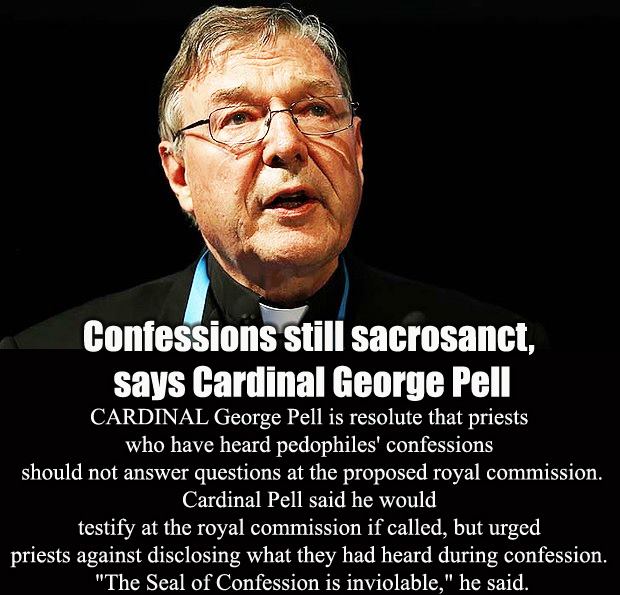 Confessions still sacrosanct,
says Cardinal George Pell
CARDINAL George Pell is resolute that priests
who have heard pedophiles' confessions
should not answer questions at the proposed royal commission.
Cardinal Pell said he would
testify at the royal commission if called, but urged
priests against disclosing what they had heard during confession.
"The Seal of Confession is inviolable," he said.